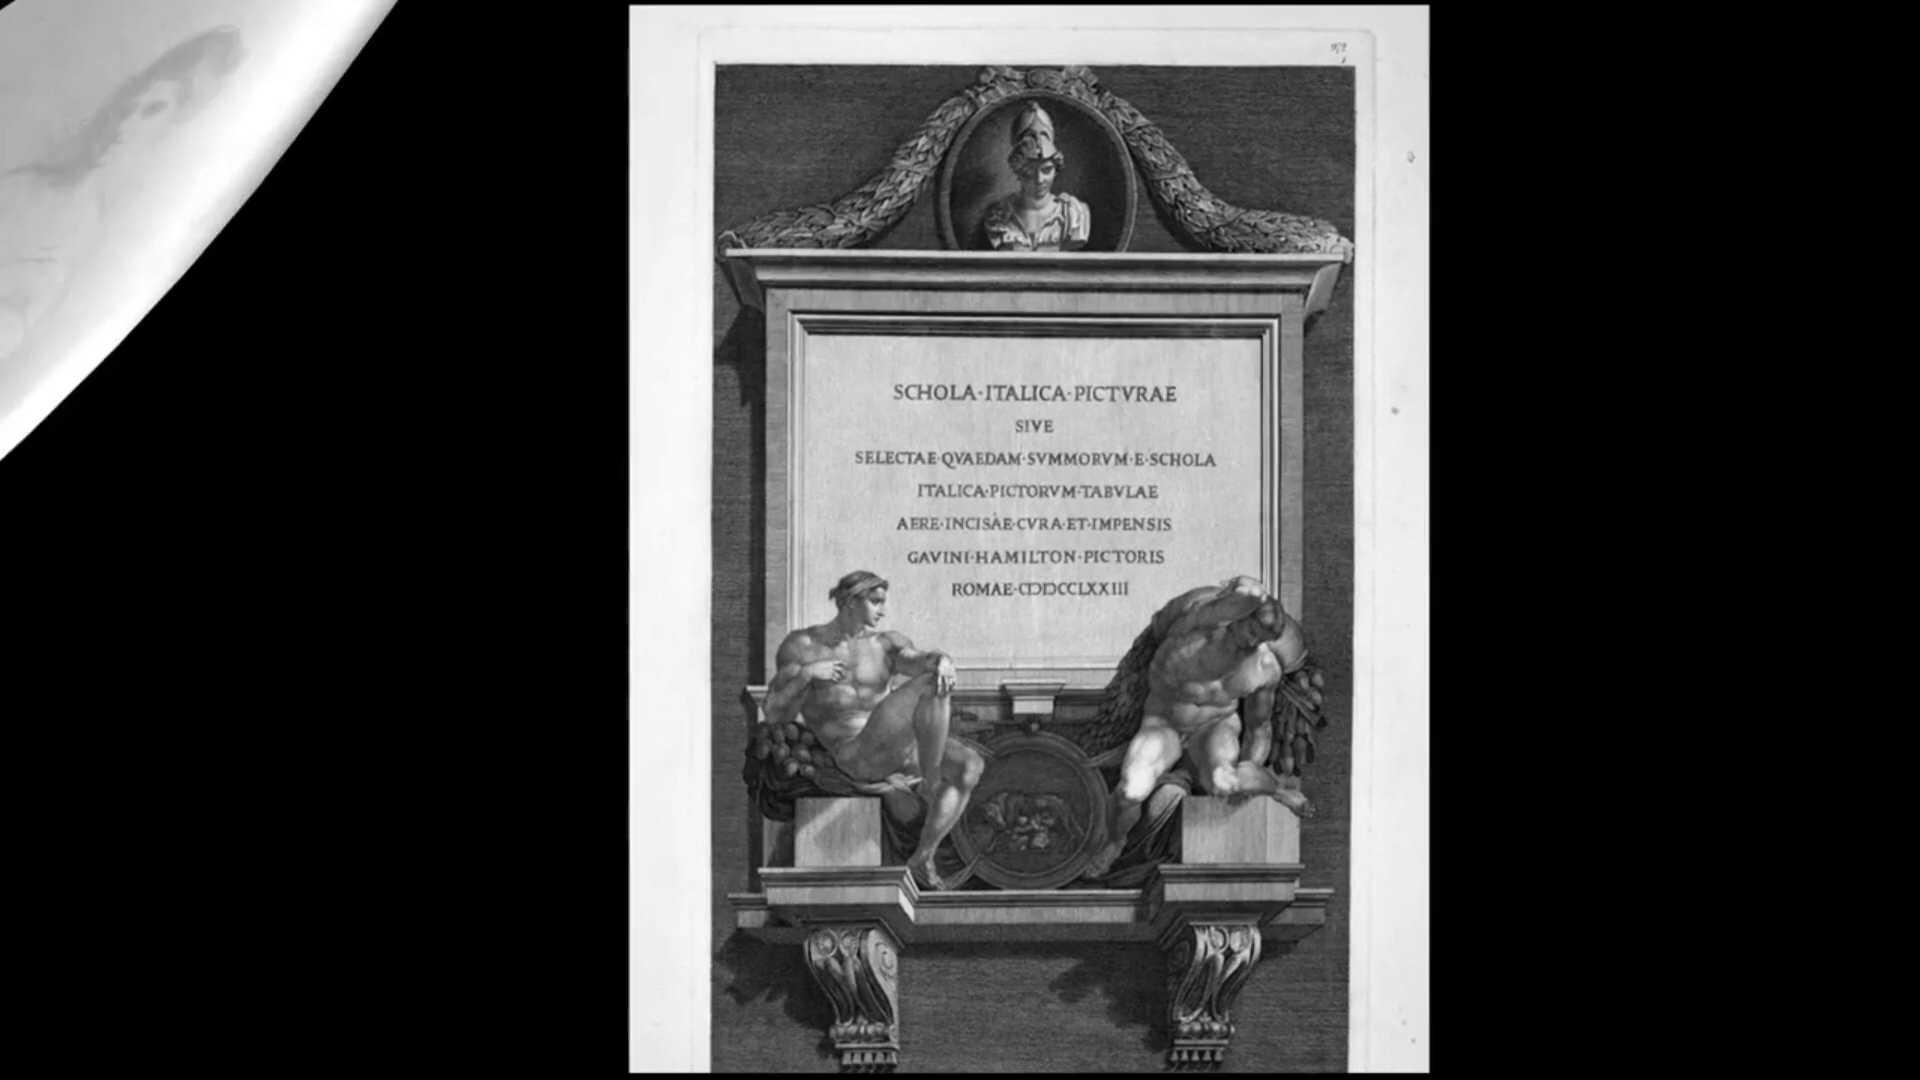 SCHOLA·ITALICA·PICTVRAE
SIVE
SELECTAE·QVAEDAM·SVMMORVM·E·SCHOLA
ITALICA·PICTORVM·TABVLAE
AERE·INCISAE·CVRA·ET·IMPENSIS
GAVINI·HAMILTON·PICTORIS
ROMAE·CIƆIƆCCLXXIII